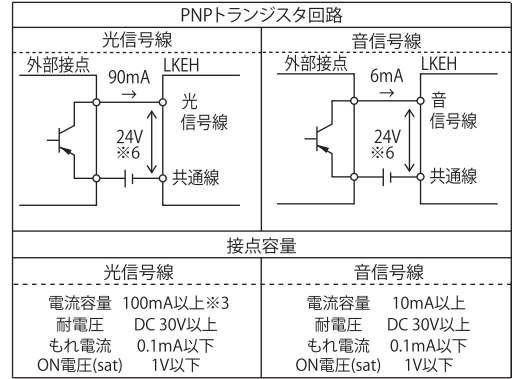 PNPトランジスタ回路
光信号線
外部接点
LKEH
90mA
光
信号線
24V
※6
共通線
音信号線
外部接点
LKEH
6mA
音
信号線
24V
※6
共通線
接点容量
光信号線
電流容量 100mA以上※3
耐電圧 DC 30V以上
もれ電流 0.1mA以下
ON電圧(sat) 1V以下
音信号線
電流容量 10mA以上
耐電圧 DC 30V以上
もれ電流 0.1mA以下
ON電圧(sat) 1V以下